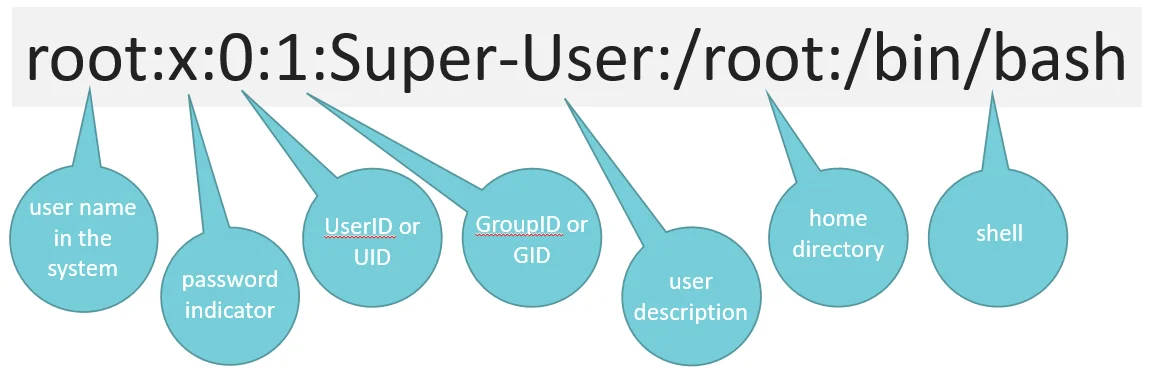 root:x:0:1:Super-User:/root:/bin/bash
user name
in the
system
password
indicator
UserID or
UID
GroupID or
GID
user
description
home
directory
shell